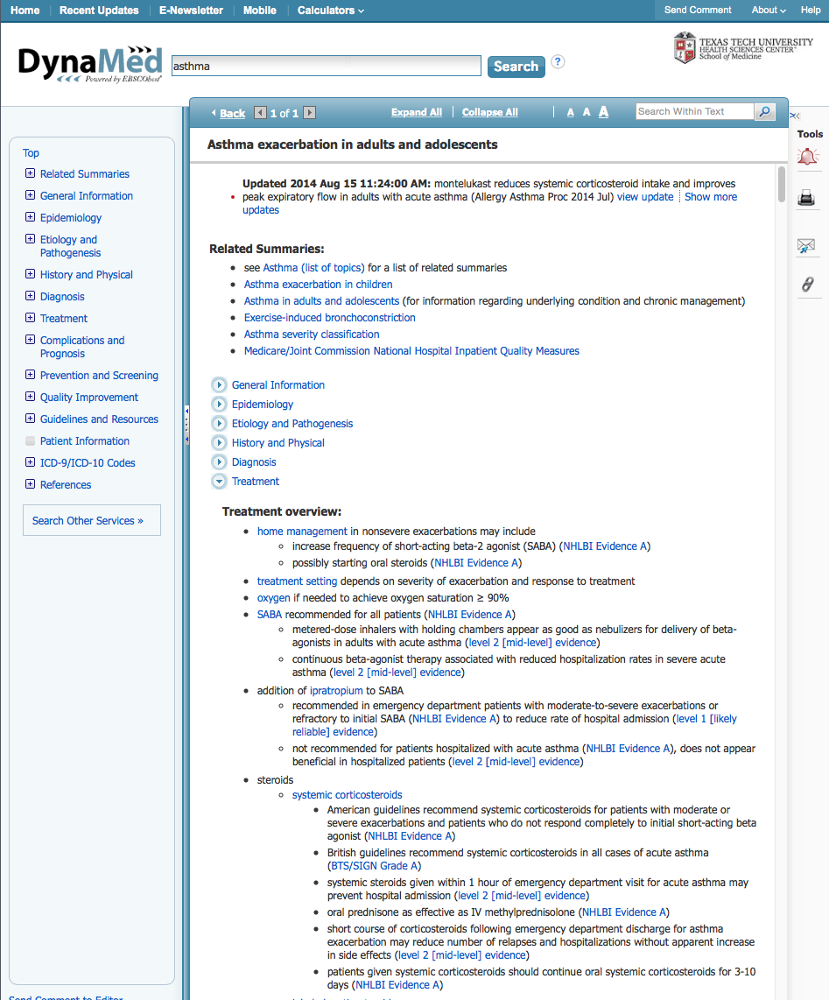 Home Recent Updates E-Newsletter Mobile Calculators Send Comment About Help
DynaMed
Powered by EBSCOhost
asthma
Search
?
TEXAS TECH UNIVERSITY
HEALTH SCIENCES CENTER
School of Medicine
Back 1 of 1 Expand All Collapse All A A A Search Within Text
Tools
Top
Related Summaries
General Information
Epidemiology
Etiology and
Pathogenesis
History and Physical
Diagnosis
Treatment
Complications and
Prognosis
Prevention and Screening
Quality Improvement
Guidelines and Resources
Patient Information
ICD-9/ICD-10 Codes
References
Search Other Services »
Asthma exacerbation in adults and adolescents
Updated 2014 Aug 15 11:24:00 AM: montelukast reduces systemic corticosteroid intake and improves
peak expiratory flow in adults with acute asthma (Allergy Asthma Proc 2014 Jul) view update Show more
updates
Related Summaries:
see Asthma (list of topics) for a list of related summaries
Asthma exacerbation in children
Asthma in adults and adolescents (for information regarding underlying condition and chronic management)
Exercise-induced bronchoconstriction
Asthma severity classification
Medicare/Joint Commission National Hospital Inpatient Quality Measures
General Information
Epidemiology
Etiology and Pathogenesis
History and Physical
Diagnosis
Treatment
Treatment overview:
home management in nonsevere exacerbations may include
increase frequency of short-acting beta-2 agonist (SABA) (NHLBI Evidence A)
possibly starting oral steroids (NHLBI Evidence A)
treatment setting depends on severity of exacerbation and response to treatment
oxygen if needed to achieve oxygen saturation ≥ 90%
SABA recommended for all patients (NHLBI Evidence A)
metered-dose inhalers with holding chambers appear as good as nebulizers for delivery of beta-
agonists in adults with acute asthma (level 2 [mid-level] evidence)
continuous beta-agonist therapy associated with reduced hospitalization rates in severe acute
asthma (level 2 [mid-level] evidence)
addition of ipratropium to SABA
recommended in emergency department patients with moderate-to-severe exacerbations or
refractory to initial SABA (NHLBI Evidence A) to reduce rate of hospital admission (level 1 [likely
reliable] evidence)
not recommended for patients hospitalized with acute asthma (NHLBI Evidence A), does not appear
beneficial in hospitalized patients (level 2 [mid-level] evidence)
steroids
systemic corticosteroids
American guidelines recommend systemic corticosteroids for patients with moderate or
severe exacerbations and patients who do not respond completely to initial short-acting beta
agonist (NHLBI Evidence A)
British guidelines recommend systemic corticosteroids in all cases of acute asthma
(BTS/SIGN Grade A)
systemic steroids given within 1 hour of emergency department visit for acute asthma may
prevent hospital admission (level 2 [mid-level] evidence)
oral prednisone as effective as IV methylprednisolone (NHLBI Evidence A)
short course of corticosteroids following emergency department discharge for asthma
exacerbation may reduce number of relapses and hospitalizations without apparent increase
in side effects (level 2 [mid-level] evidence)
patients given systemic corticosteroids should continue oral systemic corticosteroids for 3-10
days (NHLBI Evidence A)
Send Comment to Editor